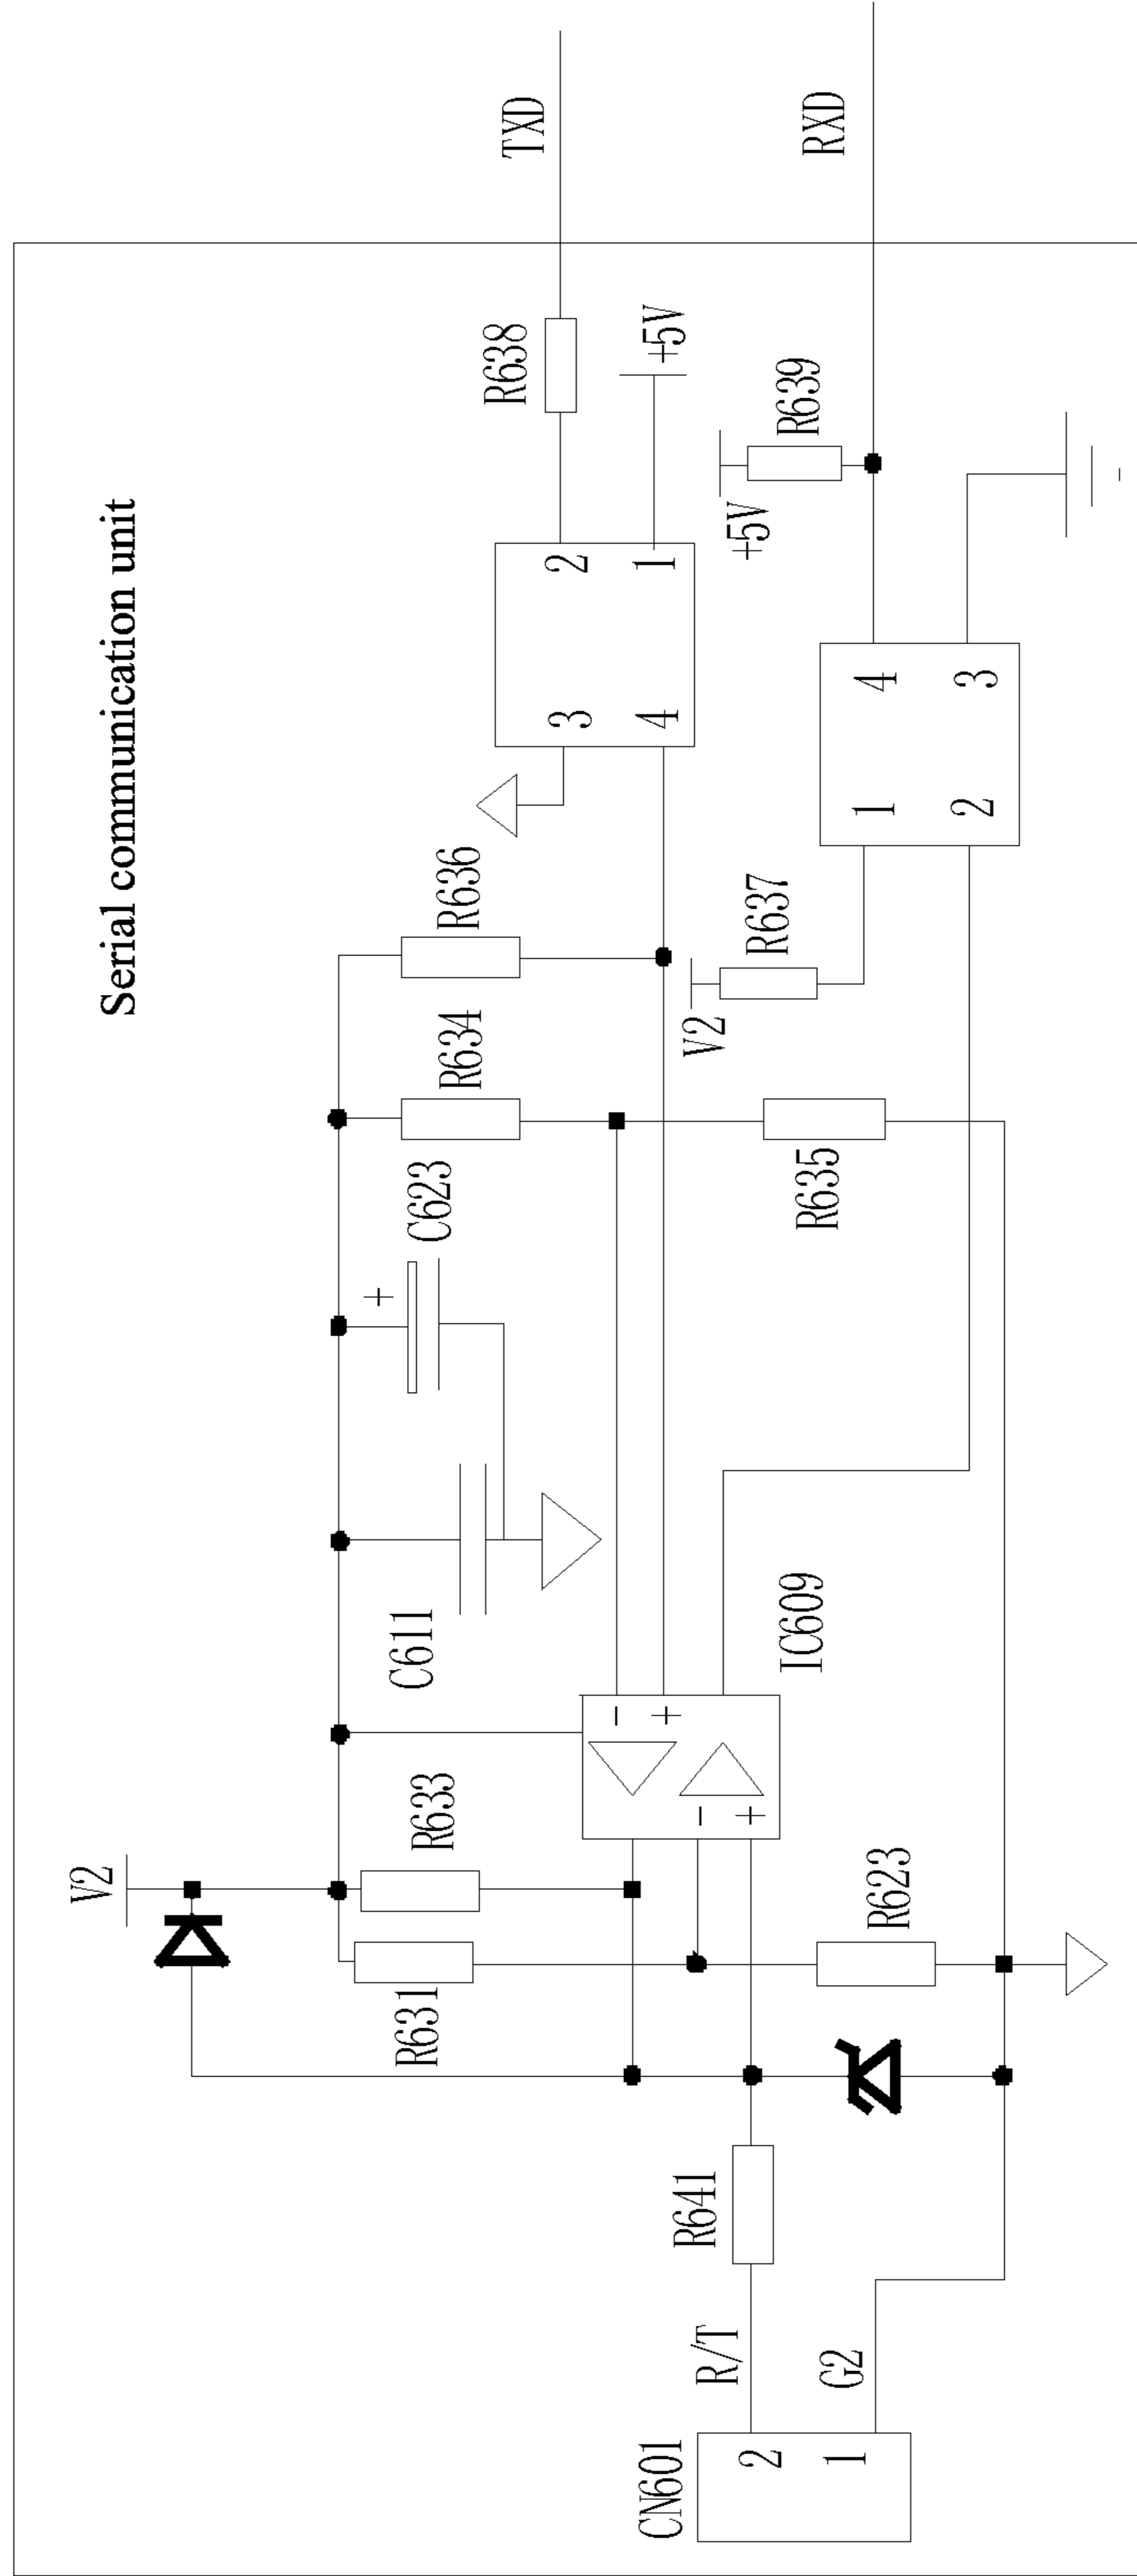 Serial communication unit
V2
R631
R633
C611
C623
+
R634
R636
R638
TXD
3
2
4
1
+5V
-
+
-
+
IC609
V2
R637
+5V
R639
RXD
1
4
2
3
R635
R623
R641
R/T
G2
CN601
2
1